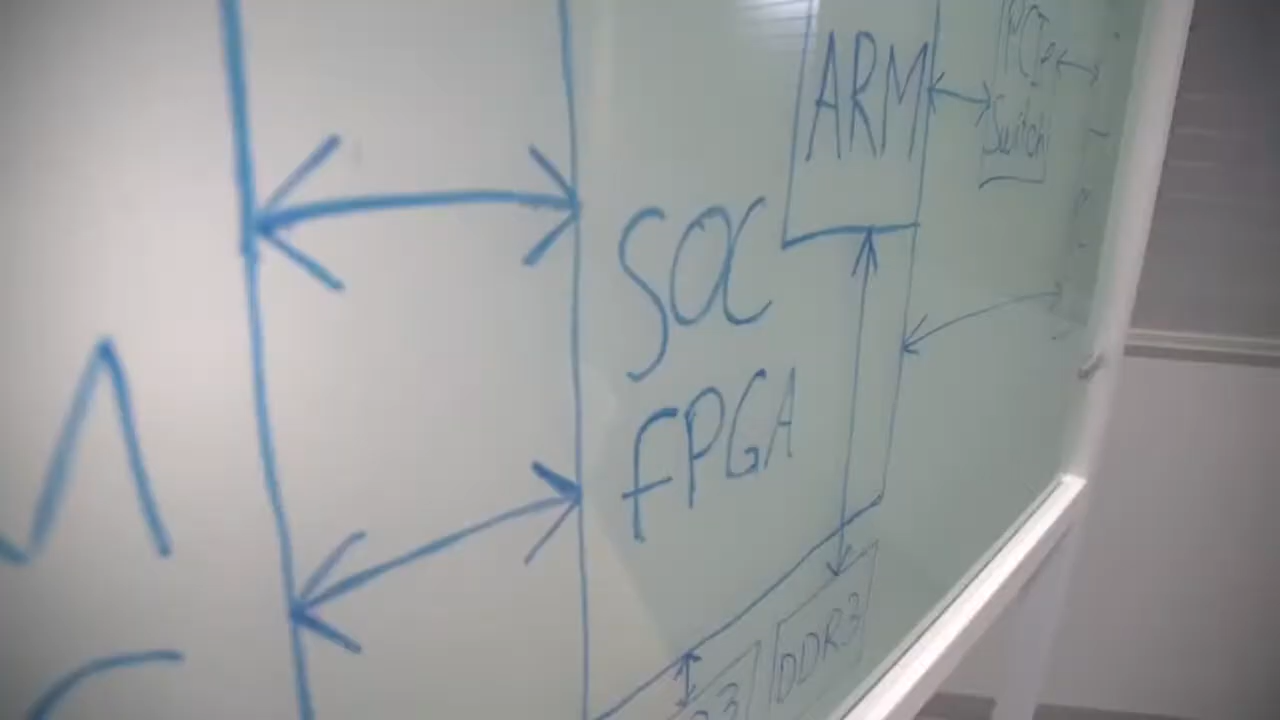 ARM
PCIe
Switch
SOC
FPGA
DDR3